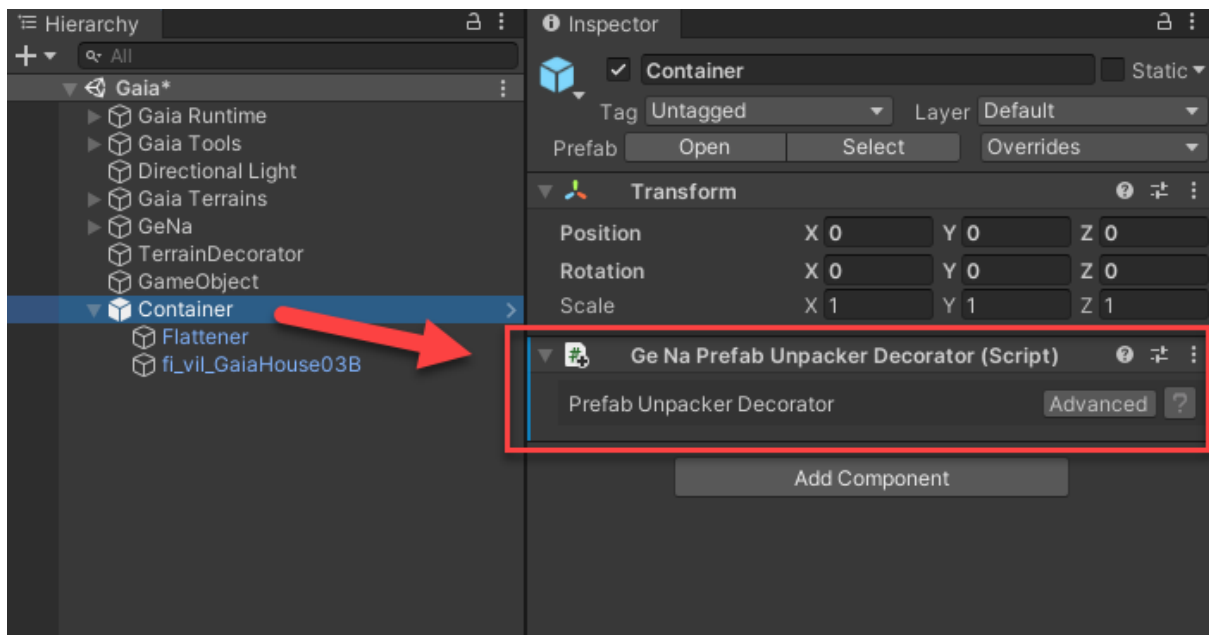 Hierarchy
All
Gaia*
Gaia Runtime
Gaia Tools
Directional Light
Gaia Terrains
GeNa
TerrainDecorator
GameObject
Container
Flattener
fi_vil_GaiaHouse03B
Inspector
Container Static
Tag Untagged Layer Default
Prefab Open Select Overrides
Transform
Position X 0 Y 0 Z 0
Rotation X 0 Y 0 Z 0
Scale X 1 Y 1 Z 1
# Ge Na Prefab Unpacker Decorator (Script)
Prefab Unpacker Decorator Advanced ?
Add Component